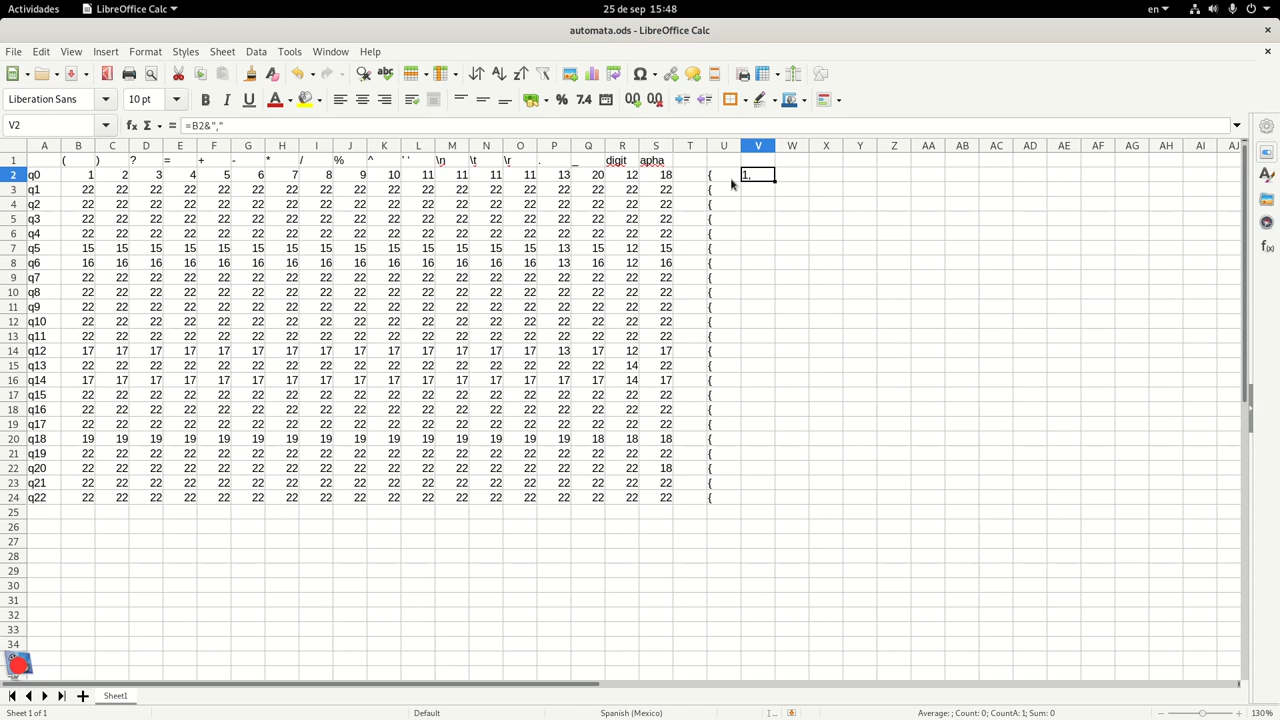 Activities LibreOffice Calc 25 de sep 15:48 en
automata.ods - LibreOffice Calc
File Edit View Insert Format Styles Sheet Data Tools Window Help
Liberation Sans 10 pt
V2 =B2&","
A B C D E F G H I J K L M N O P Q R S T U V W X Y Z AA AB AC AD AE AF AG AH AI AJ
1 ( ) ? = + - * / % ^ ' ' \n \t \r . _ digit apha
2 q0 1 2 3 4 5 6 7 8 9 10 11 11 11 11 13 20 12 18 { 1,
3 q1 22 22 22 22 22 22 22 22 22 22 22 22 22 22 22 22 22 22 {
4 q2 22 22 22 22 22 22 22 22 22 22 22 22 22 22 22 22 22 22 {
5 q3 22 22 22 22 22 22 22 22 22 22 22 22 22 22 22 22 22 22 {
6 q4 22 22 22 22 22 22 22 22 22 22 22 22 22 22 22 22 22 22 {
7 q5 15 15 15 15 15 15 15 15 15 15 15 15 15 15 13 15 12 15 {
8 q6 16 16 16 16 16 16 16 16 16 16 16 16 16 16 13 16 12 16 {
9 q7 22 22 22 22 22 22 22 22 22 22 22 22 22 22 22 22 22 22 {
10 q8 22 22 22 22 22 22 22 22 22 22 22 22 22 22 22 22 22 22 {
11 q9 22 22 22 22 22 22 22 22 22 22 22 22 22 22 22 22 22 22 {
12 q10 22 22 22 22 22 22 22 22 22 22 22 22 22 22 22 22 22 22 {
13 q11 22 22 22 22 22 22 22 22 22 22 22 22 22 22 22 22 22 22 {
14 q12 17 17 17 17 17 17 17 17 17 17 17 17 17 17 13 17 12 17 {
15 q13 22 22 22 22 22 22 22 22 22 22 22 22 22 22 22 22 14 22 {
16 q14 17 17 17 17 17 17 17 17 17 17 17 17 17 17 17 17 14 17 {
17 q15 22 22 22 22 22 22 22 22 22 22 22 22 22 22 22 22 22 22 {
18 q16 22 22 22 22 22 22 22 22 22 22 22 22 22 22 22 22 22 22 {
19 q17 22 22 22 22 22 22 22 22 22 22 22 22 22 22 22 22 22 22 {
20 q18 19 19 19 19 19 19 19 19 19 19 19 19 19 19 19 18 18 18 {
21 q19 22 22 22 22 22 22 22 22 22 22 22 22 22 22 22 22 22 22 {
22 q20 22 22 22 22 22 22 22 22 22 22 22 22 22 22 22 22 22 18 {
23 q21 22 22 22 22 22 22 22 22 22 22 22 22 22 22 22 22 22 22 {
24 q22 22 22 22 22 22 22 22 22 22 22 22 22 22 22 22 22 22 22 {
25
26
27
28
29
30
31
32
33
34
Sheet1
Sheet 1 of 1 Default Spanish (Mexico) Average: ; Count: 0; CountA: 1; Sum: 0 130%